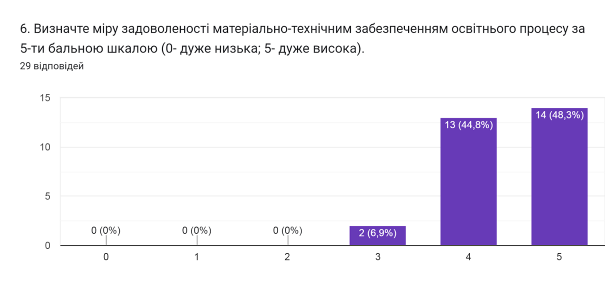 6. Визначте міру задоволеності матеріально-технічним забезпеченням освітнього процесу за
5-ти бальною шкалою (0- дуже низька; 5- дуже висока).
29 відповідей
15
10
5
0
0 (0%)
0 (0%)
0 (0%)
2 (6,9%)
13 (44,8%)
14 (48,3%)
0 1 2 3 4 5